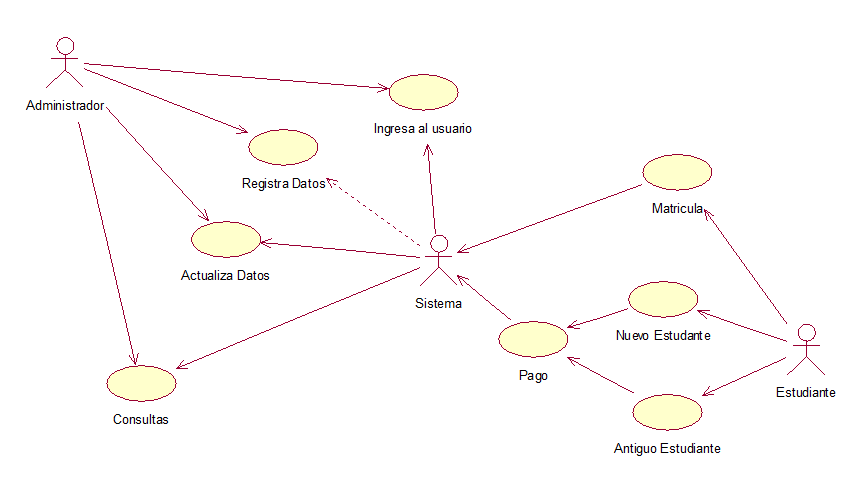 Administrador
Ingresa al usuario
Registra Datos
Matricula
Actualiza Datos
Sistema
Nuevo Estudante
Pago
Estudiante
Consultas
Antiguo Estudiante